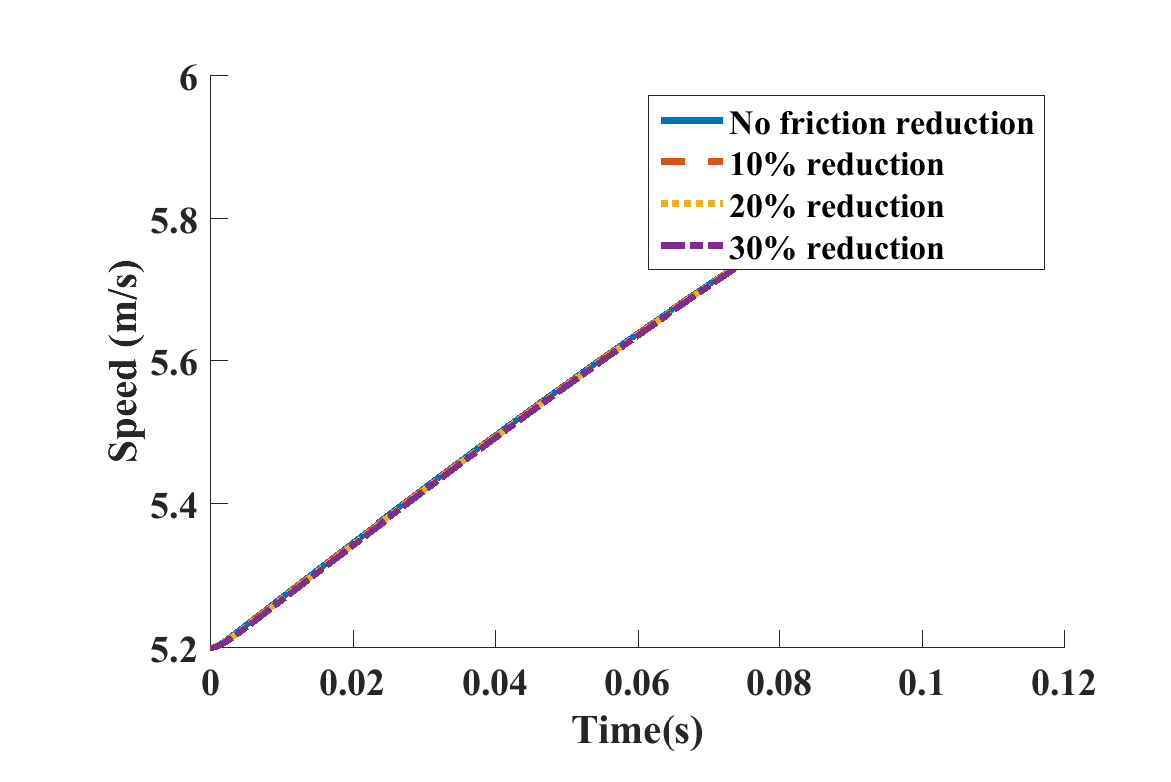 6
5.8
5.6
5.4
5.2
Speed (m/s)
No friction reduction
10% reduction
20% reduction
30% reduction
0 0.02 0.04 0.06 0.08 0.1 0.12
Time(s)